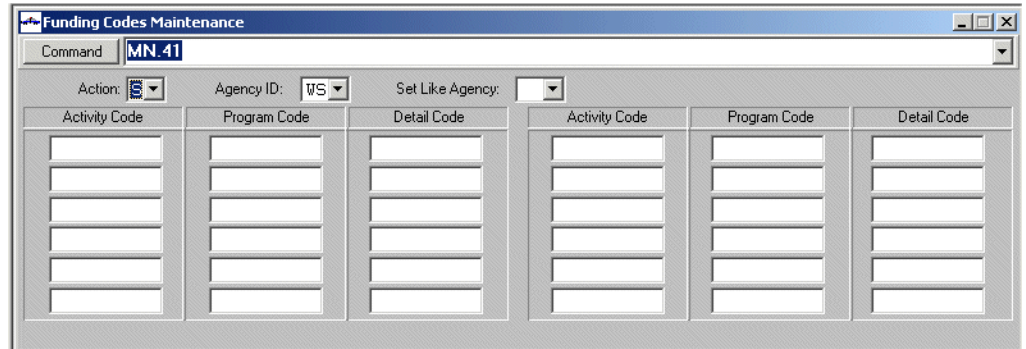 Funding Codes Maintenance
Command MN.41
Action: S Agency ID: WS Set Like Agency:
Activity Code Program Code Detail Code Activity Code Program Code Detail Code